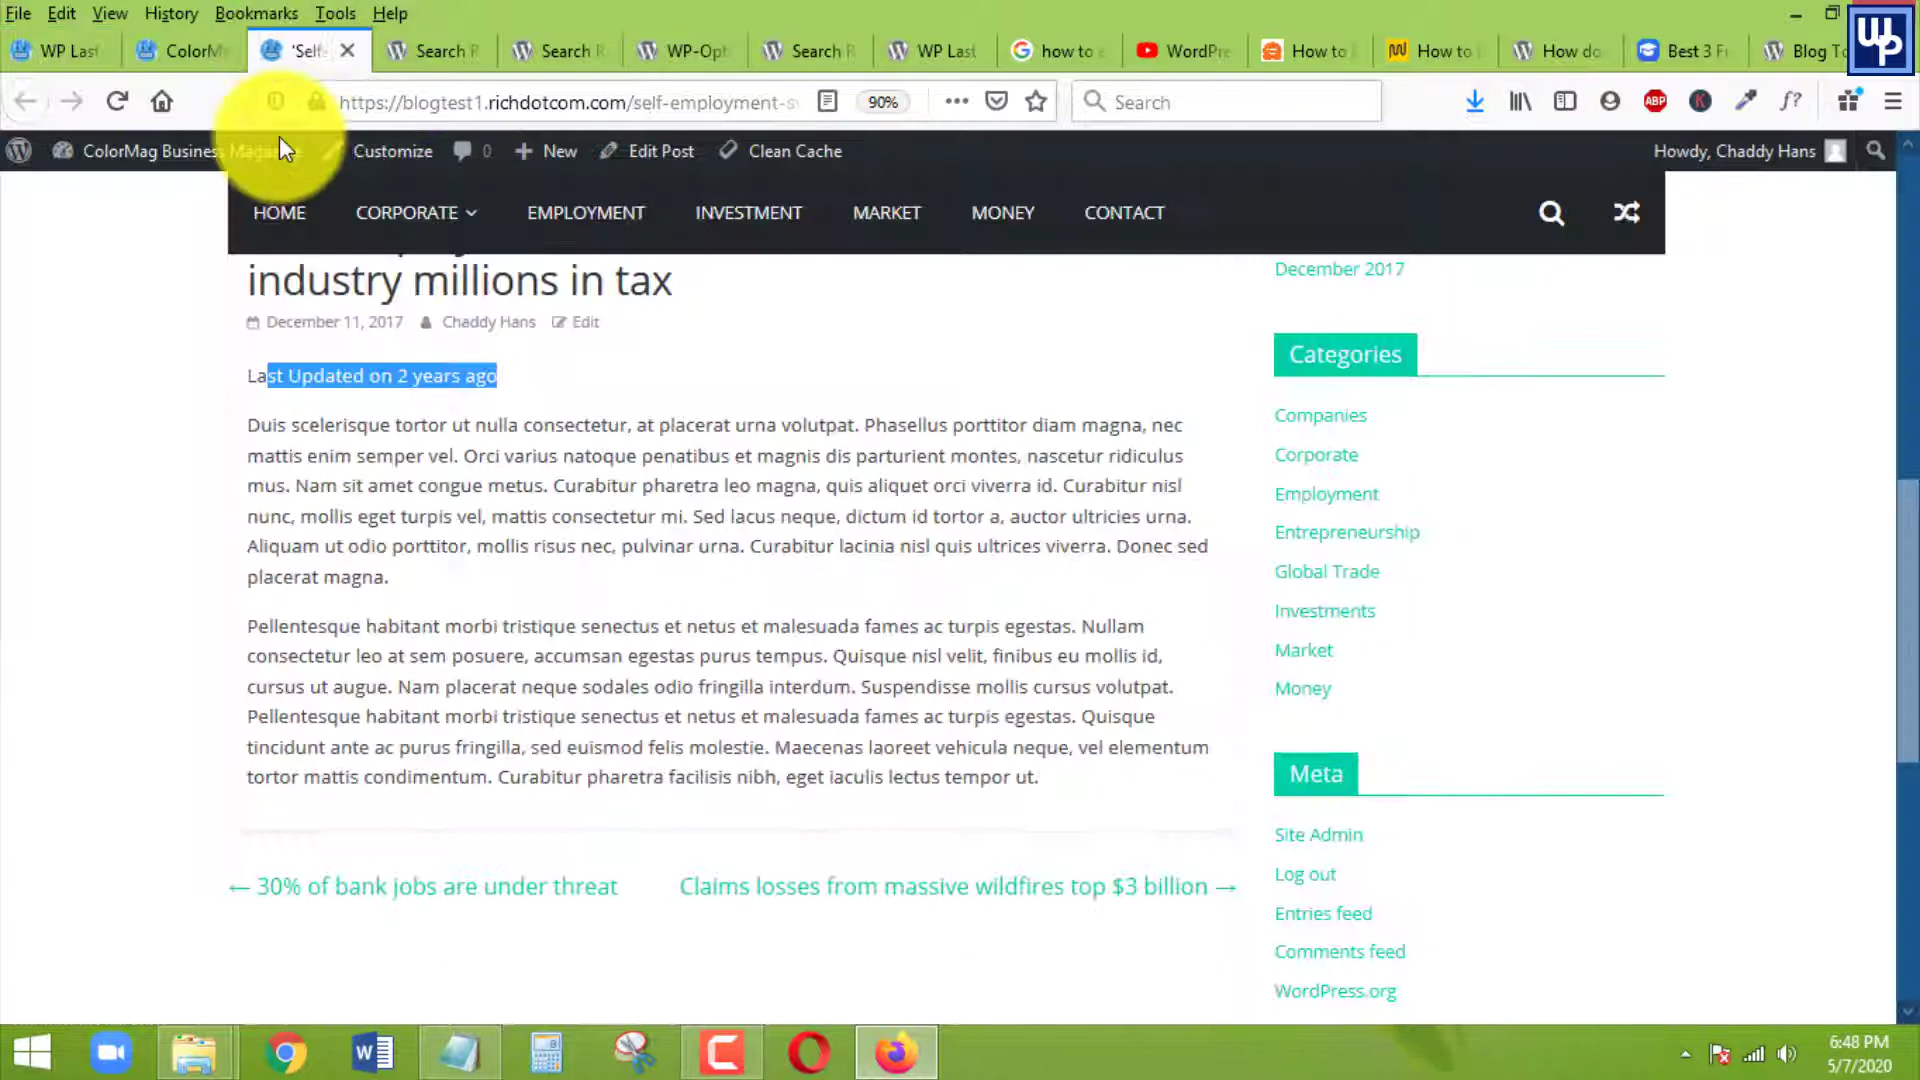 File Edit View History Bookmarks Tools Help
WP Last
ColorM
'Self-
Search R
Search R
WP-Opt
Search R
WP Last
how to e
WordPre
How to
How to
How do
Best 3 F
Blog To
https://blogtest1.richdotcom.com/self-employment-s
90%
Search
ABP
K
f?
ColorMag Business Magazine
Customize
0
New
Edit Post
Clean Cache
Howdy, Chaddy Hans
HOME
CORPORATE
EMPLOYMENT
INVESTMENT
MARKET
MONEY
CONTACT
industry millions in tax
December 11, 2017
Chaddy Hans
Edit
Last Updated on 2 years ago
Duis scelerisque tortor ut nulla consectetur, at placerat urna volutpat. Phasellus porttitor diam magna, nec
mattis enim semper vel. Orci varius natoque penatibus et magnis dis parturient montes, nascetur ridiculus
mus. Nam sit amet congue metus. Curabitur pharetra leo magna, quis aliquet orci viverra id. Curabitur nisl
nunc, mollis eget turpis vel, mattis consectetur mi. Sed lacus neque, dictum id tortor a, auctor ultricies urna.
Aliquam ut odio porttitor, mollis risus nec, pulvinar urna. Curabitur lacinia nisl quis ultrices viverra. Donec sed
placerat magna.
Pellentesque habitant morbi tristique senectus et netus et malesuada fames ac turpis egestas. Nullam
consectetur leo at sem posuere, accumsan egestas purus tempus. Quisque nisl velit, finibus eu mollis id,
cursus ut augue. Nam placerat neque sodales odio fringilla interdum. Suspendisse mollis cursus volutpat.
Pellentesque habitant morbi tristique senectus et netus et malesuada fames ac turpis egestas. Quisque
tincidunt ante ac purus fringilla, sed euismod felis molestie. Maecenas laoreet vehicula neque, vel elementum
tortor mattis condimentum. Curabitur pharetra facilisis nibh, eget iaculis lectus tempor ut.
← 30% of bank jobs are under threat
Claims losses from massive wildfires top $3 billion →
December 2017
Categories
Companies
Corporate
Employment
Entrepreneurship
Global Trade
Investments
Market
Money
Meta
Site Admin
Log out
Entries feed
Comments feed
WordPress.org
6:48 PM
5/7/2020